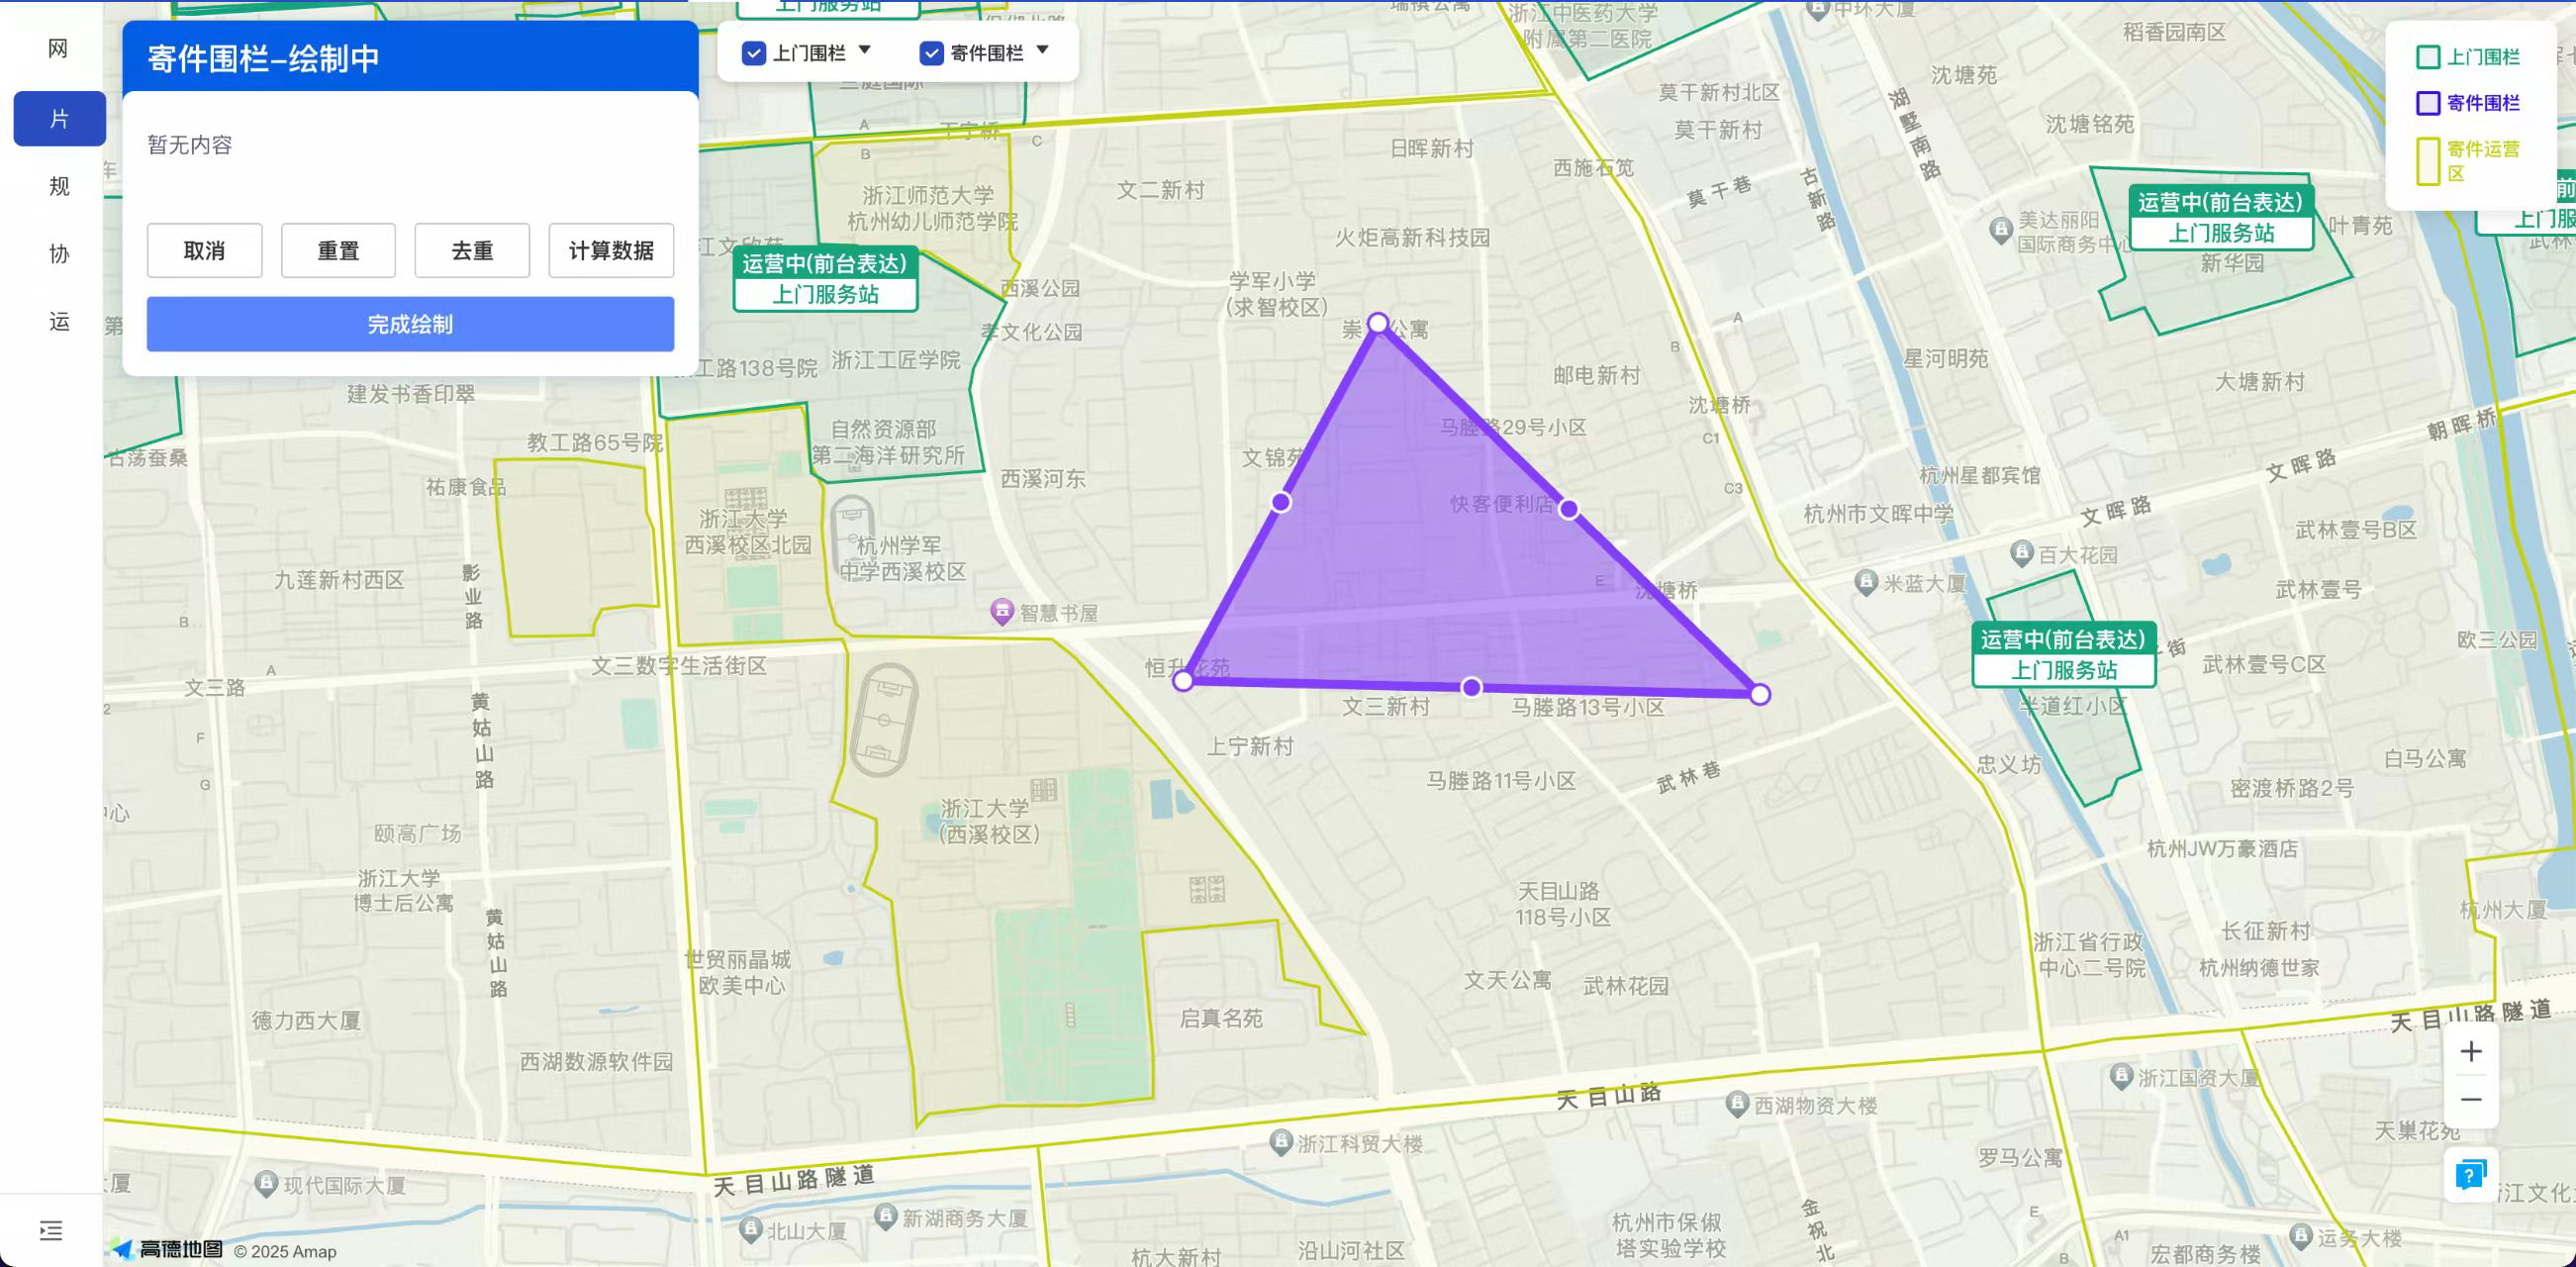 网
片
规
协
运
寄件围栏-绘制中
暂无内容
取消
重置
去重
计算数据
完成绘制
上门围栏
寄件围栏
上门围栏
寄件围栏
寄件运营
区
上门服务站
浙江中医药大学
附属第二医院
中环大厦
稻香园南区
沈塘苑
莫干新村北区
莫干新村
沈塘铭苑
湖墅南路
古新路
莫干巷
西施石笕
日晖新村
文二新村
A
B
C
浙江师范大学
杭州幼儿师范学院
火炬高新科技园
学军小学
(求智校区)
西溪公园
孝文化公园
运营中(前台表达)
上门服务站
运营中(前台表达)
上门服务站
美达丽阳
国际商务中心
叶青苑
新华园
工路138号院
浙江工匠学院
建发书香印翠
教工路65号院
古荡蚕桑
祐康食品
自然资源部
第二海洋研究所
西溪河东
文锦苑
邮电新村
马塍路29号小区
快客便利店
沈塘桥
A
B
C1
C3
星河明苑
大塘新村
朝晖桥
文晖路
文晖路
杭州星都宾馆
杭州市文晖中学
百大花园
米蓝大厦
武林壹号B区
武林壹号
武林壹号C区
欧三公园
浙江大学
西溪校区北园
杭州学军
中学西溪校区
智慧书屋
九莲新村西区
影业路
B
A
文三路
文三数字生活街区
E
文三新村
马塍路13号小区
上宁新村
马塍路11号小区
武林巷
运营中(前台表达)
上门服务站
半道红小区
忠义坊
白马公寓
密渡桥路2号
杭州JW万豪酒店
杭州大厦
F
G
黄姑山路
颐高广场
浙江大学
博士后公寓
黄姑山路
浙江大学
(西溪校区)
天目山路
118号小区
文天公寓
武林花园
浙江省行政
中心二号院
长征新村
杭州纳德世家
世贸丽晶城
欧美中心
启真名苑
德力西大厦
西湖数源软件园
天目山路隧道
天目山路
西湖物资大楼
浙江国资大厦
浙江科贸大楼
天巢花苑
罗马公寓
天目山路隧道
现代国际大厦
北山大厦
新湖商务大厦
杭大新村
沿山河社区
杭州市保俶
塔实验学校
金祝北
E
A1
B
宏都商务楼
运务大楼
高德地图 © 2025 Amap